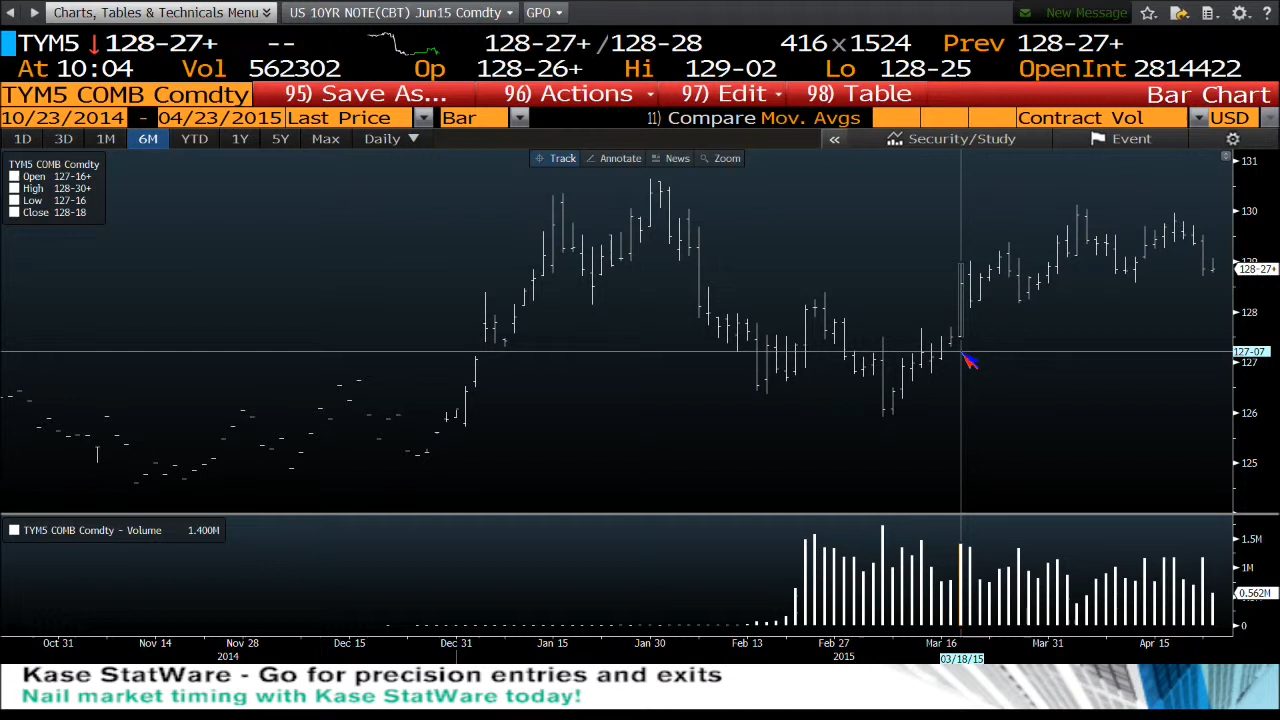 Charts, Tables & Technicals Menu US 10YR NOTE(CBT) Jun15 Comdty GPO New Message ?
TYM5 ↓ 128-27+ -- 128-27+ / 128-28 416 x 1524 Prev 128-27+
At 10:04 Vol 562302 Op 128-26+ Hi 129-02 Lo 128-25 OpenInt 2814422
TYM5 COMB Comdty 95) Save As... 96) Actions 97) Edit 98) Table Bar Chart
10/23/2014 - 04/23/2015 Last Price Bar 11) Compare Mov. Avgs Contract Vol USD
1D 3D 1M 6M YTD 1Y 5Y Max Daily « Security/Study Event
Track Annotate News Zoom
TYM5 COMB Comdty
Open 127-16+
High 128-30+
Low 127-16
Close 128-18
131
130
129
128-27+
128
127-07
127
126
125
TYM5 COMB Comdty - Volume 1.400M
1.5M
1M
0.562M
0
Oct 31 Nov 14 Nov 28 Dec 15 Dec 31 Jan 15 Jan 30 Feb 13 Feb 27 Mar 16 Mar 31 Apr 15
2014 2015 03/18/15
Kase StatWare - Go for precision entries and exits
Nail market timing with Kase StatWare today!